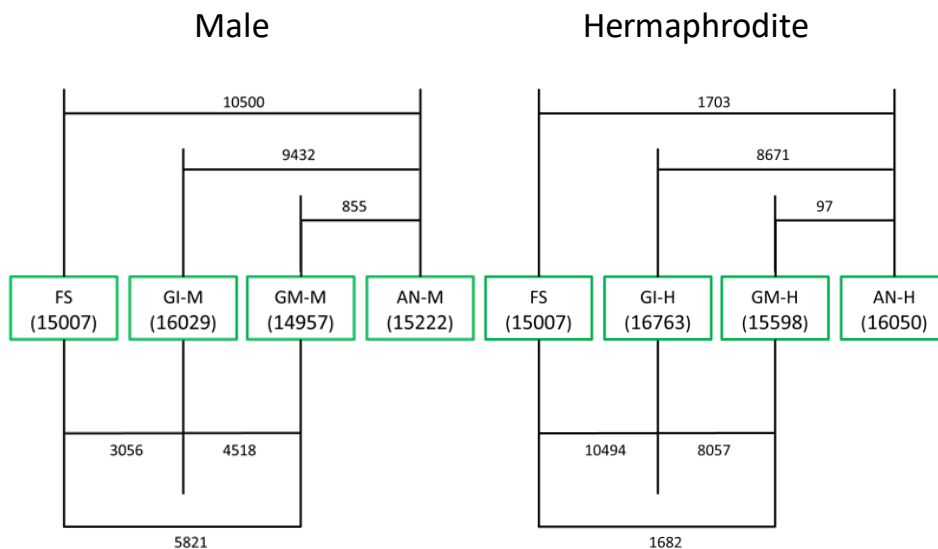 Male
Hermaphrodite
10500
9432
855
FS
(15007)
GI-M
(16029)
GM-M
(14957)
AN-M
(15222)
3056
4518
5821
1703
8671
97
FS
(15007)
GI-H
(16763)
GM-H
(15598)
AN-H
(16050)
10494
8057
1682